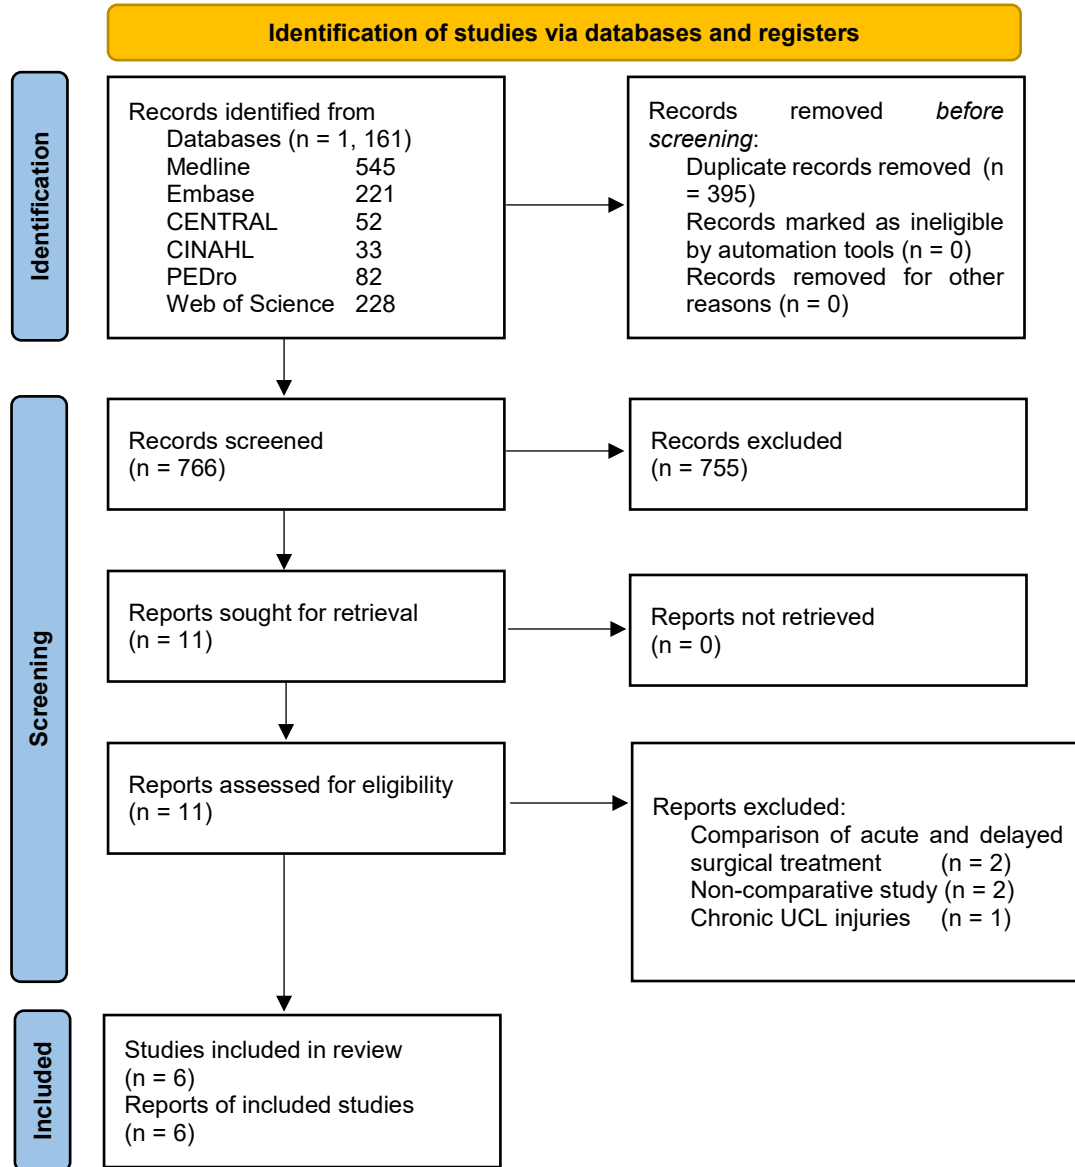 Identification of studies via databases and registers
Identification
Records identified from
Databases (n = 1, 161)
Medline 545
Embase 221
CENTRAL 52
CINAHL 33
PEDro 82
Web of Science 228
Records removed before
screening:
Duplicate records removed (n
= 395)
Records marked as ineligible
by automation tools (n = 0)
Records removed for other
reasons (n = 0)
Screening
Records screened
(n = 766)
Records excluded
(n = 755)
Reports sought for retrieval
(n = 11)
Reports not retrieved
(n = 0)
Reports assessed for eligibility
(n = 11)
Reports excluded:
Comparison of acute and delayed
surgical treatment (n = 2)
Non-comparative study (n = 2)
Chronic UCL injuries (n = 1)
Included
Studies included in review
(n = 6)
Reports of included studies
(n = 6)